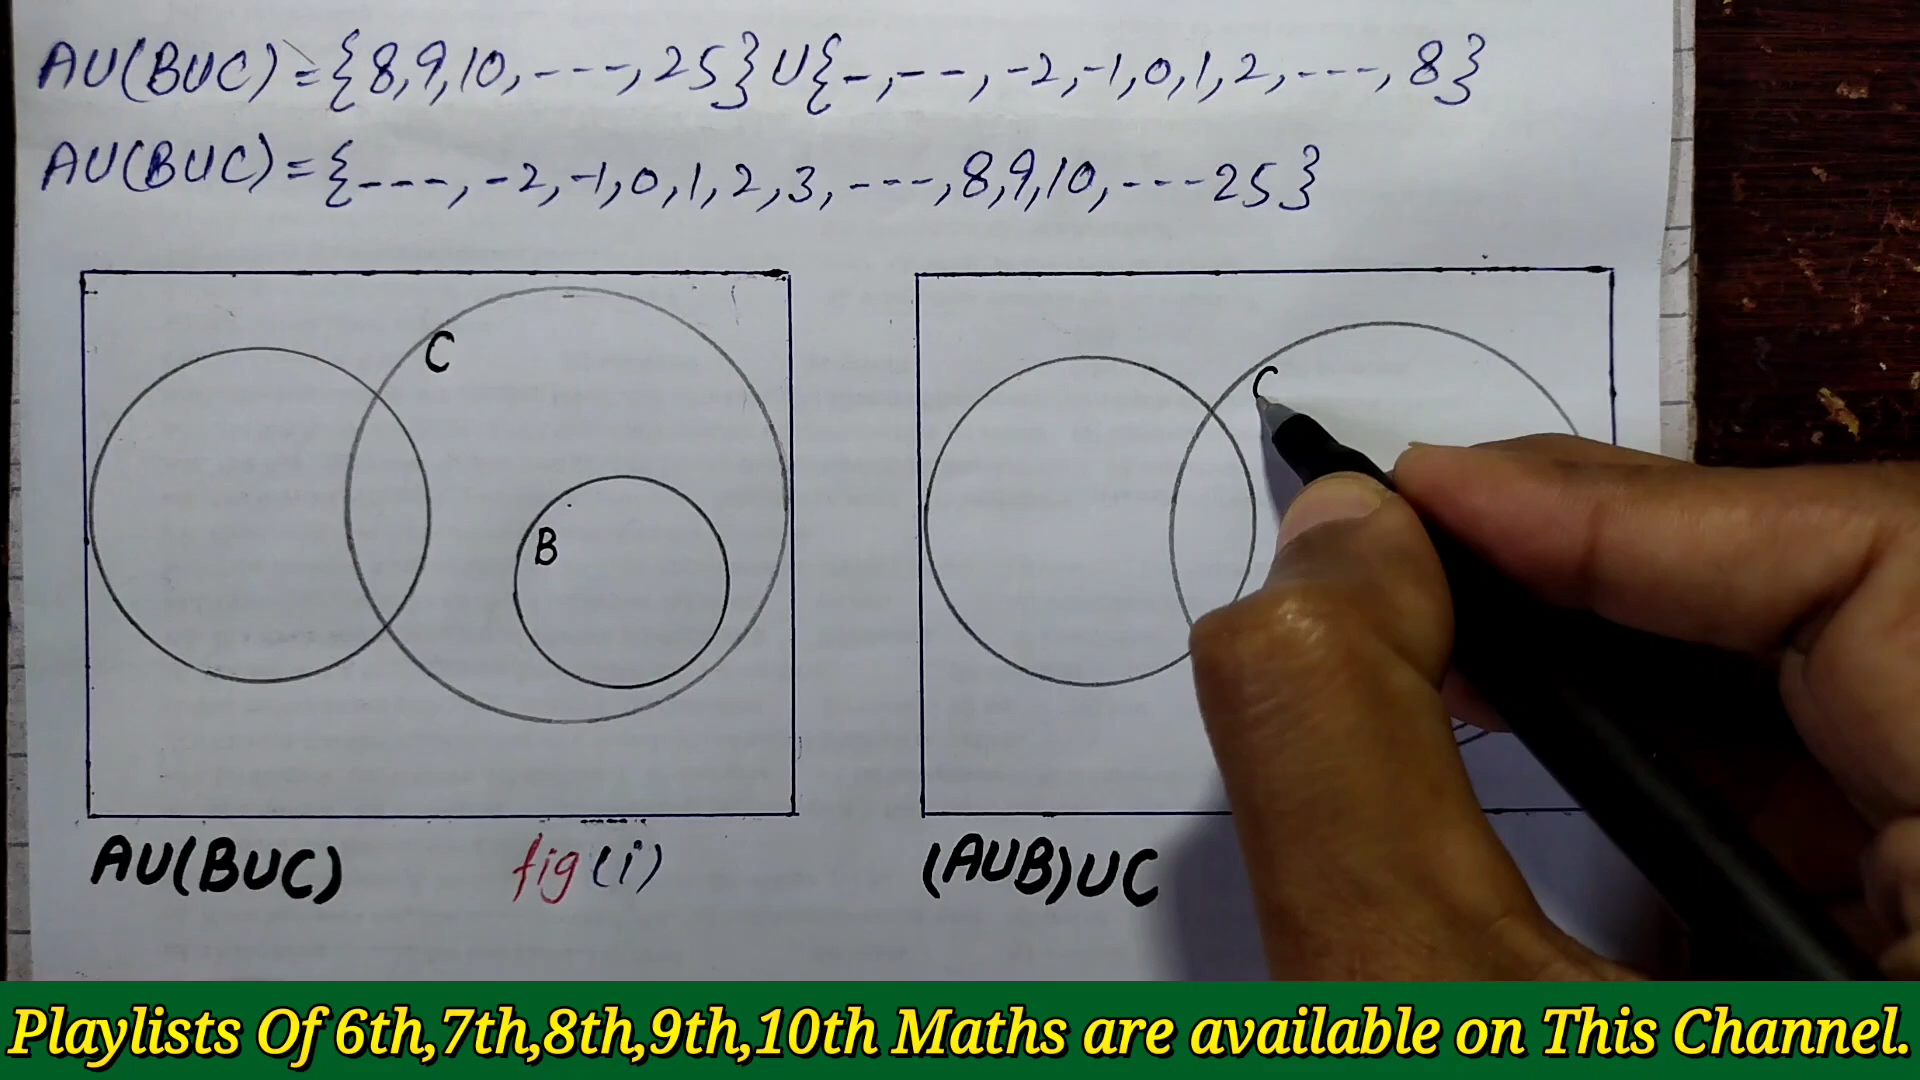 AU(BUC)={8,9,10,----,25}U{-,--,-2,-1,0,1,2,---,8}
AU(BUC)={---,-2,-1,0,1,2,3,---,8,9,10,---25}
C
B
C
AU(BUC) fig(i)
(AUB)UC
Playlists Of 6th,7th,8th,9th,10th Maths are available on This Channel.